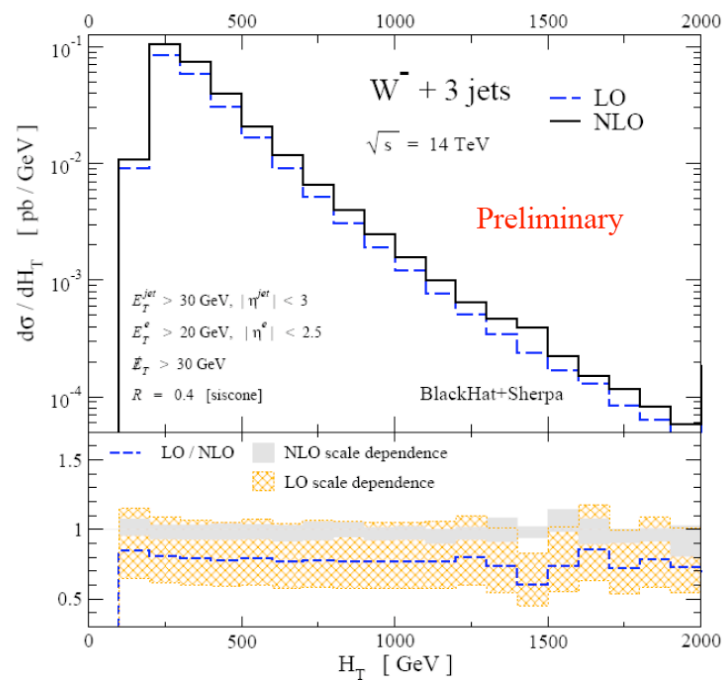 0 500 1000 1500 2000
10^-1
10^-2
10^-3
10^-4
dσ / dH_T [ pb / GeV ]
W^- + 3 jets
√s = 14 TeV
LO
NLO
Preliminary
E_T^jet > 30 GeV, | η^jet | < 3
E_T^e > 20 GeV, | η^e | < 2.5
E̸_T > 30 GeV
R = 0.4 [siscone]
BlackHat+Sherpa
LO / NLO
NLO scale dependence
LO scale dependence
1.5
1
0.5
0 500 1000 1500 2000
H_T [ GeV ]